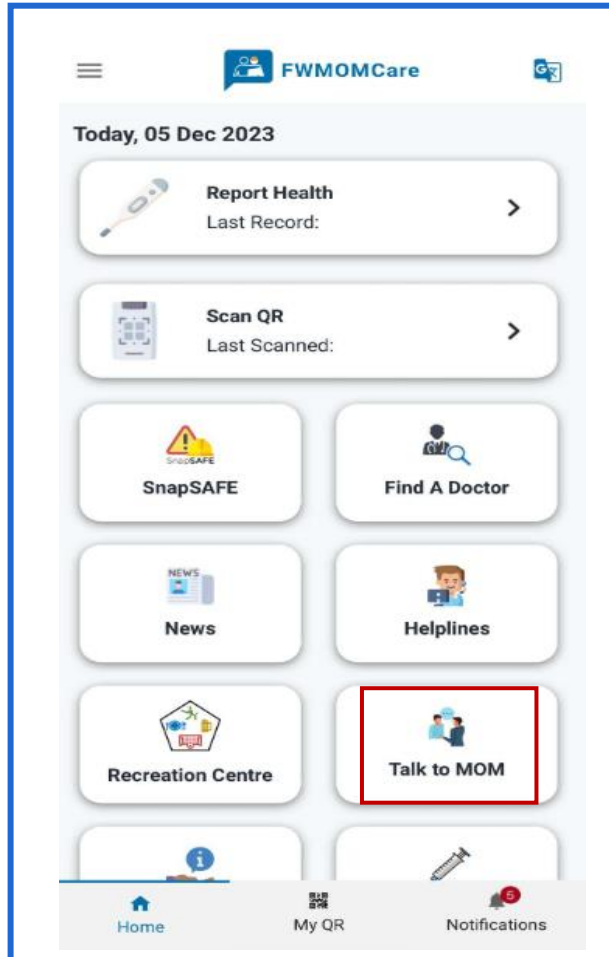 FWMOMCare
Today, 05 Dec 2023
Report Health
Last Record:
Scan QR
Last Scanned:
SnapSAFE
SnapSAFE
Find A Doctor
NEWS
News
Helplines
Recreation Centre
Talk to MOM
5
Home
My QR
Notifications